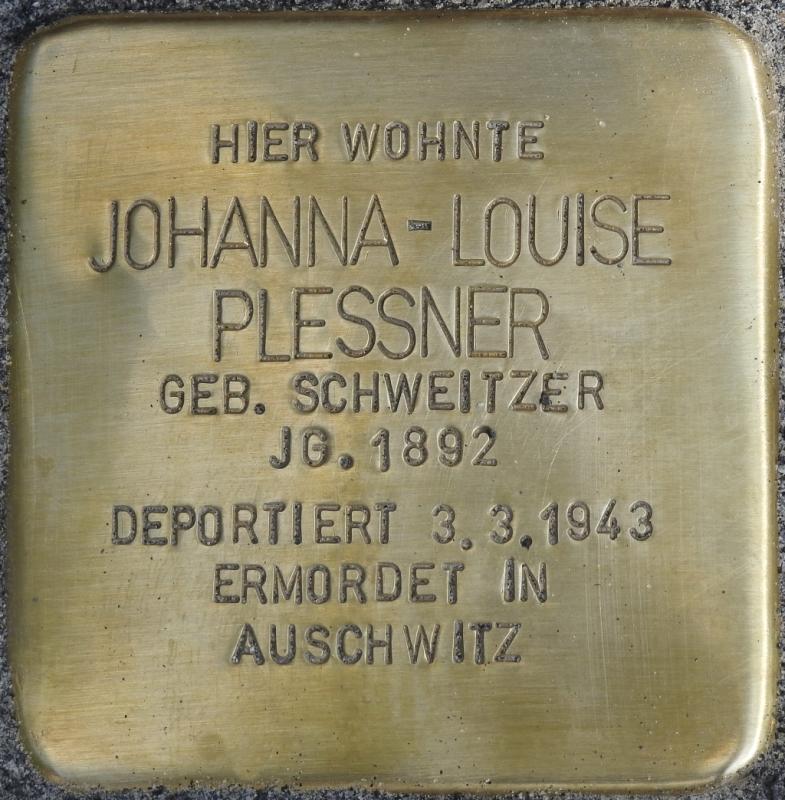 HIER WOHNTE
JOHANNA-LOUISE
PLESSNER
GEB. SCHWEITZER
JG. 1892
DEPORTIERT 3.3.1943
ERMORDET IN
AUSCHWITZ